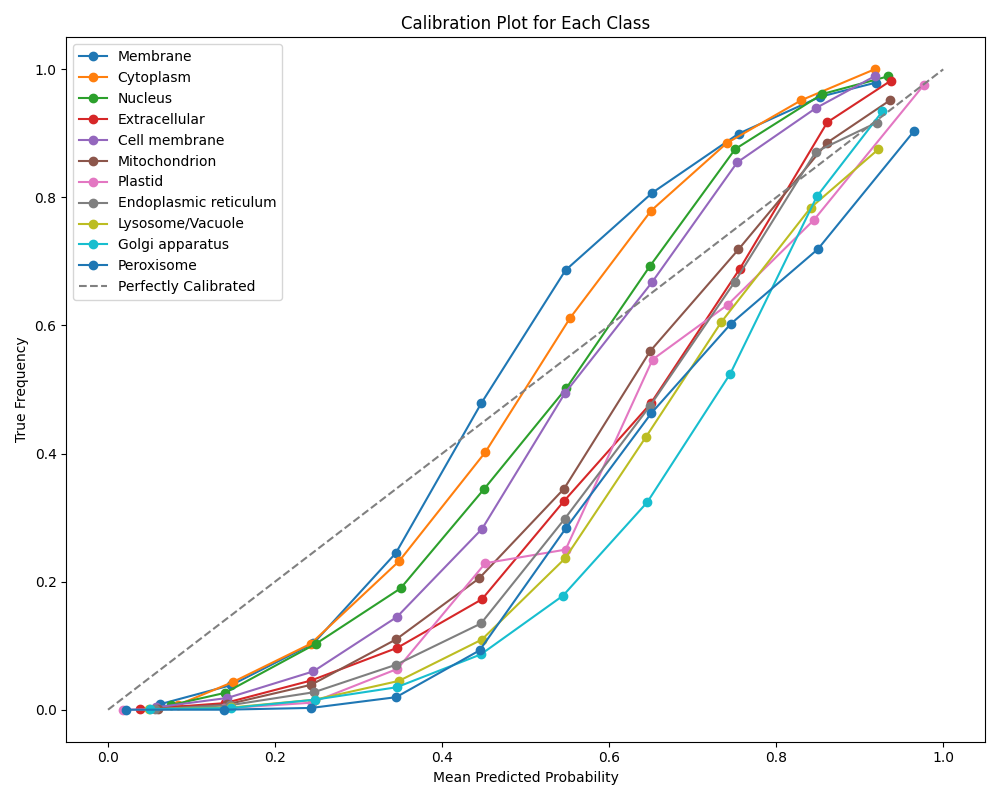 Calibration Plot for Each Class
Membrane
Cytoplasm
Nucleus
Extracellular
Cell membrane
Mitochondrion
Plastid
Endoplasmic reticulum
Lysosome/Vacuole
Golgi apparatus
Peroxisome
Perfectly Calibrated
True Frequency
1.0
0.8
0.6
0.4
0.2
0.0
0.0 0.2 0.4 0.6 0.8 1.0
Mean Predicted Probability